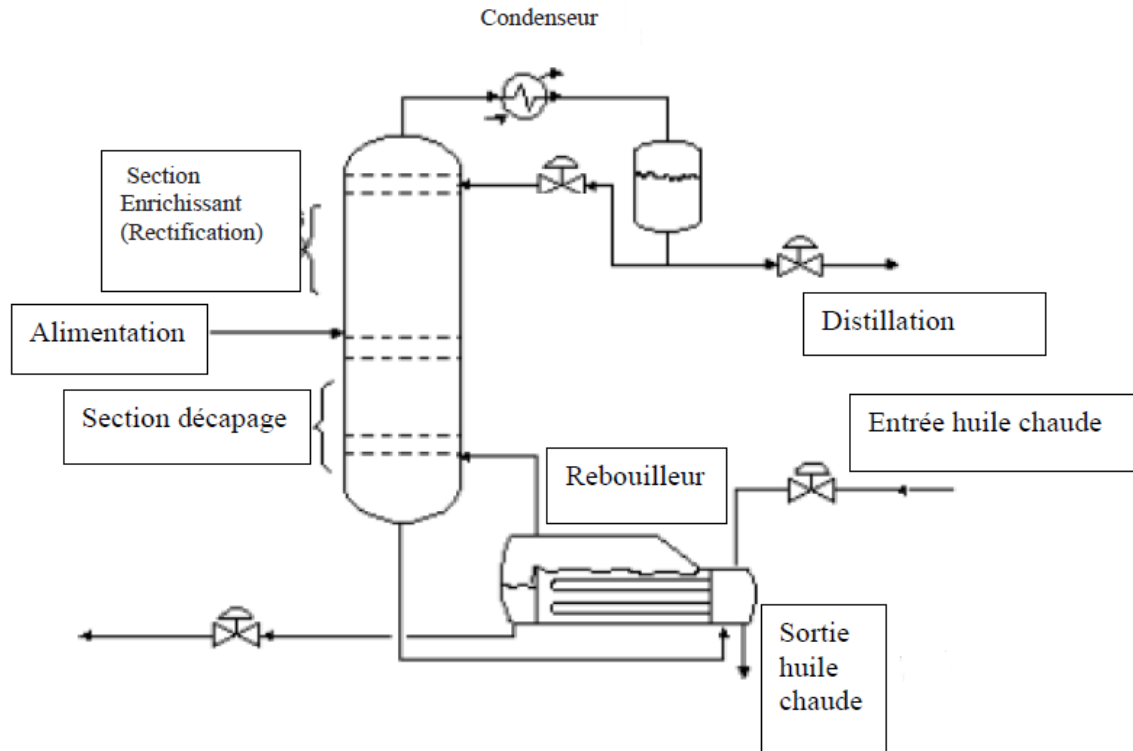 Condenseur
Section
Enrichissant
(Rectification)
Alimentation
Distillation
Section décapage
Entrée huile chaude
Rebouilleur
Sortie
huile
chaude